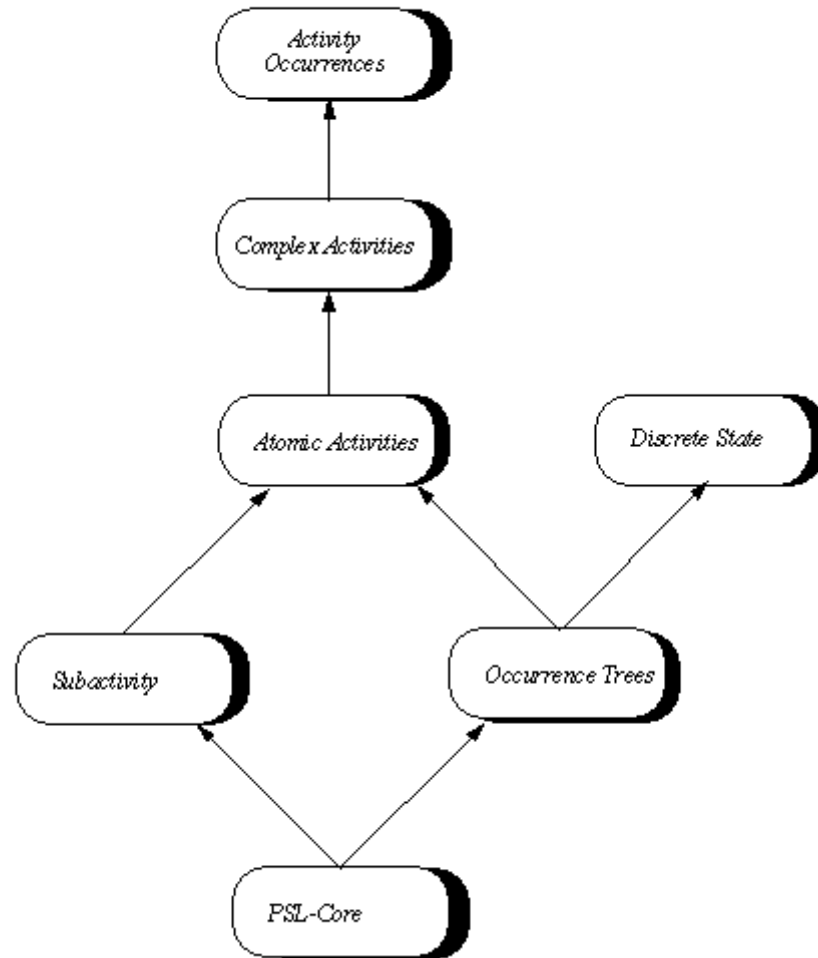 Activity
Occurrences
Complex Activities
Atomic Activities
Discrete State
Subactivity
Occurrence Trees
PSL-Core